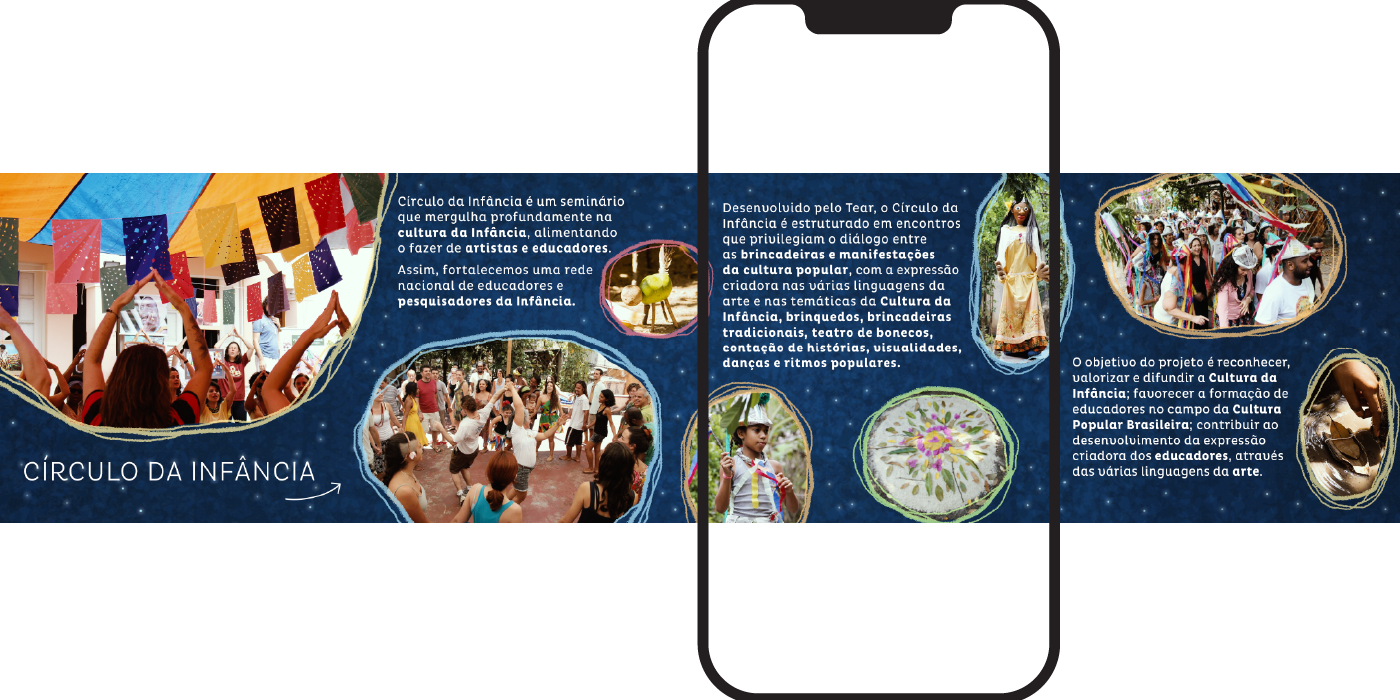 CÍRCULO DA INFÂNCIA
Círculo da Infância é um seminário
que mergulha profundamente na
cultura da Infância, alimentando
o fazer de artistas e educadores.
Assim, fortalecemos uma rede
nacional de educadores e
pesquisadores da Infância.
Desenvolvido pelo Tear, o Círculo da
Infância é estruturado em encontros
que privilegiam o diálogo entre
as brincadeiras e manifestações
da cultura popular, com a expressão
criadora nas várias linguagens da
arte e nas temáticas da Cultura da
Infância, brinquedos, brincadeiras
tradicionais, teatro de bonecos,
contação de histórias, visualidades,
danças e ritmos populares.
O objetivo do projeto é reconhecer,
valorizar e difundir a Cultura da
Infância; favorecer a formação de
educadores no campo da Cultura
Popular Brasileira; contribuir ao
desenvolvimento da expressão
criadora dos educadores, através
das várias linguagens da arte.